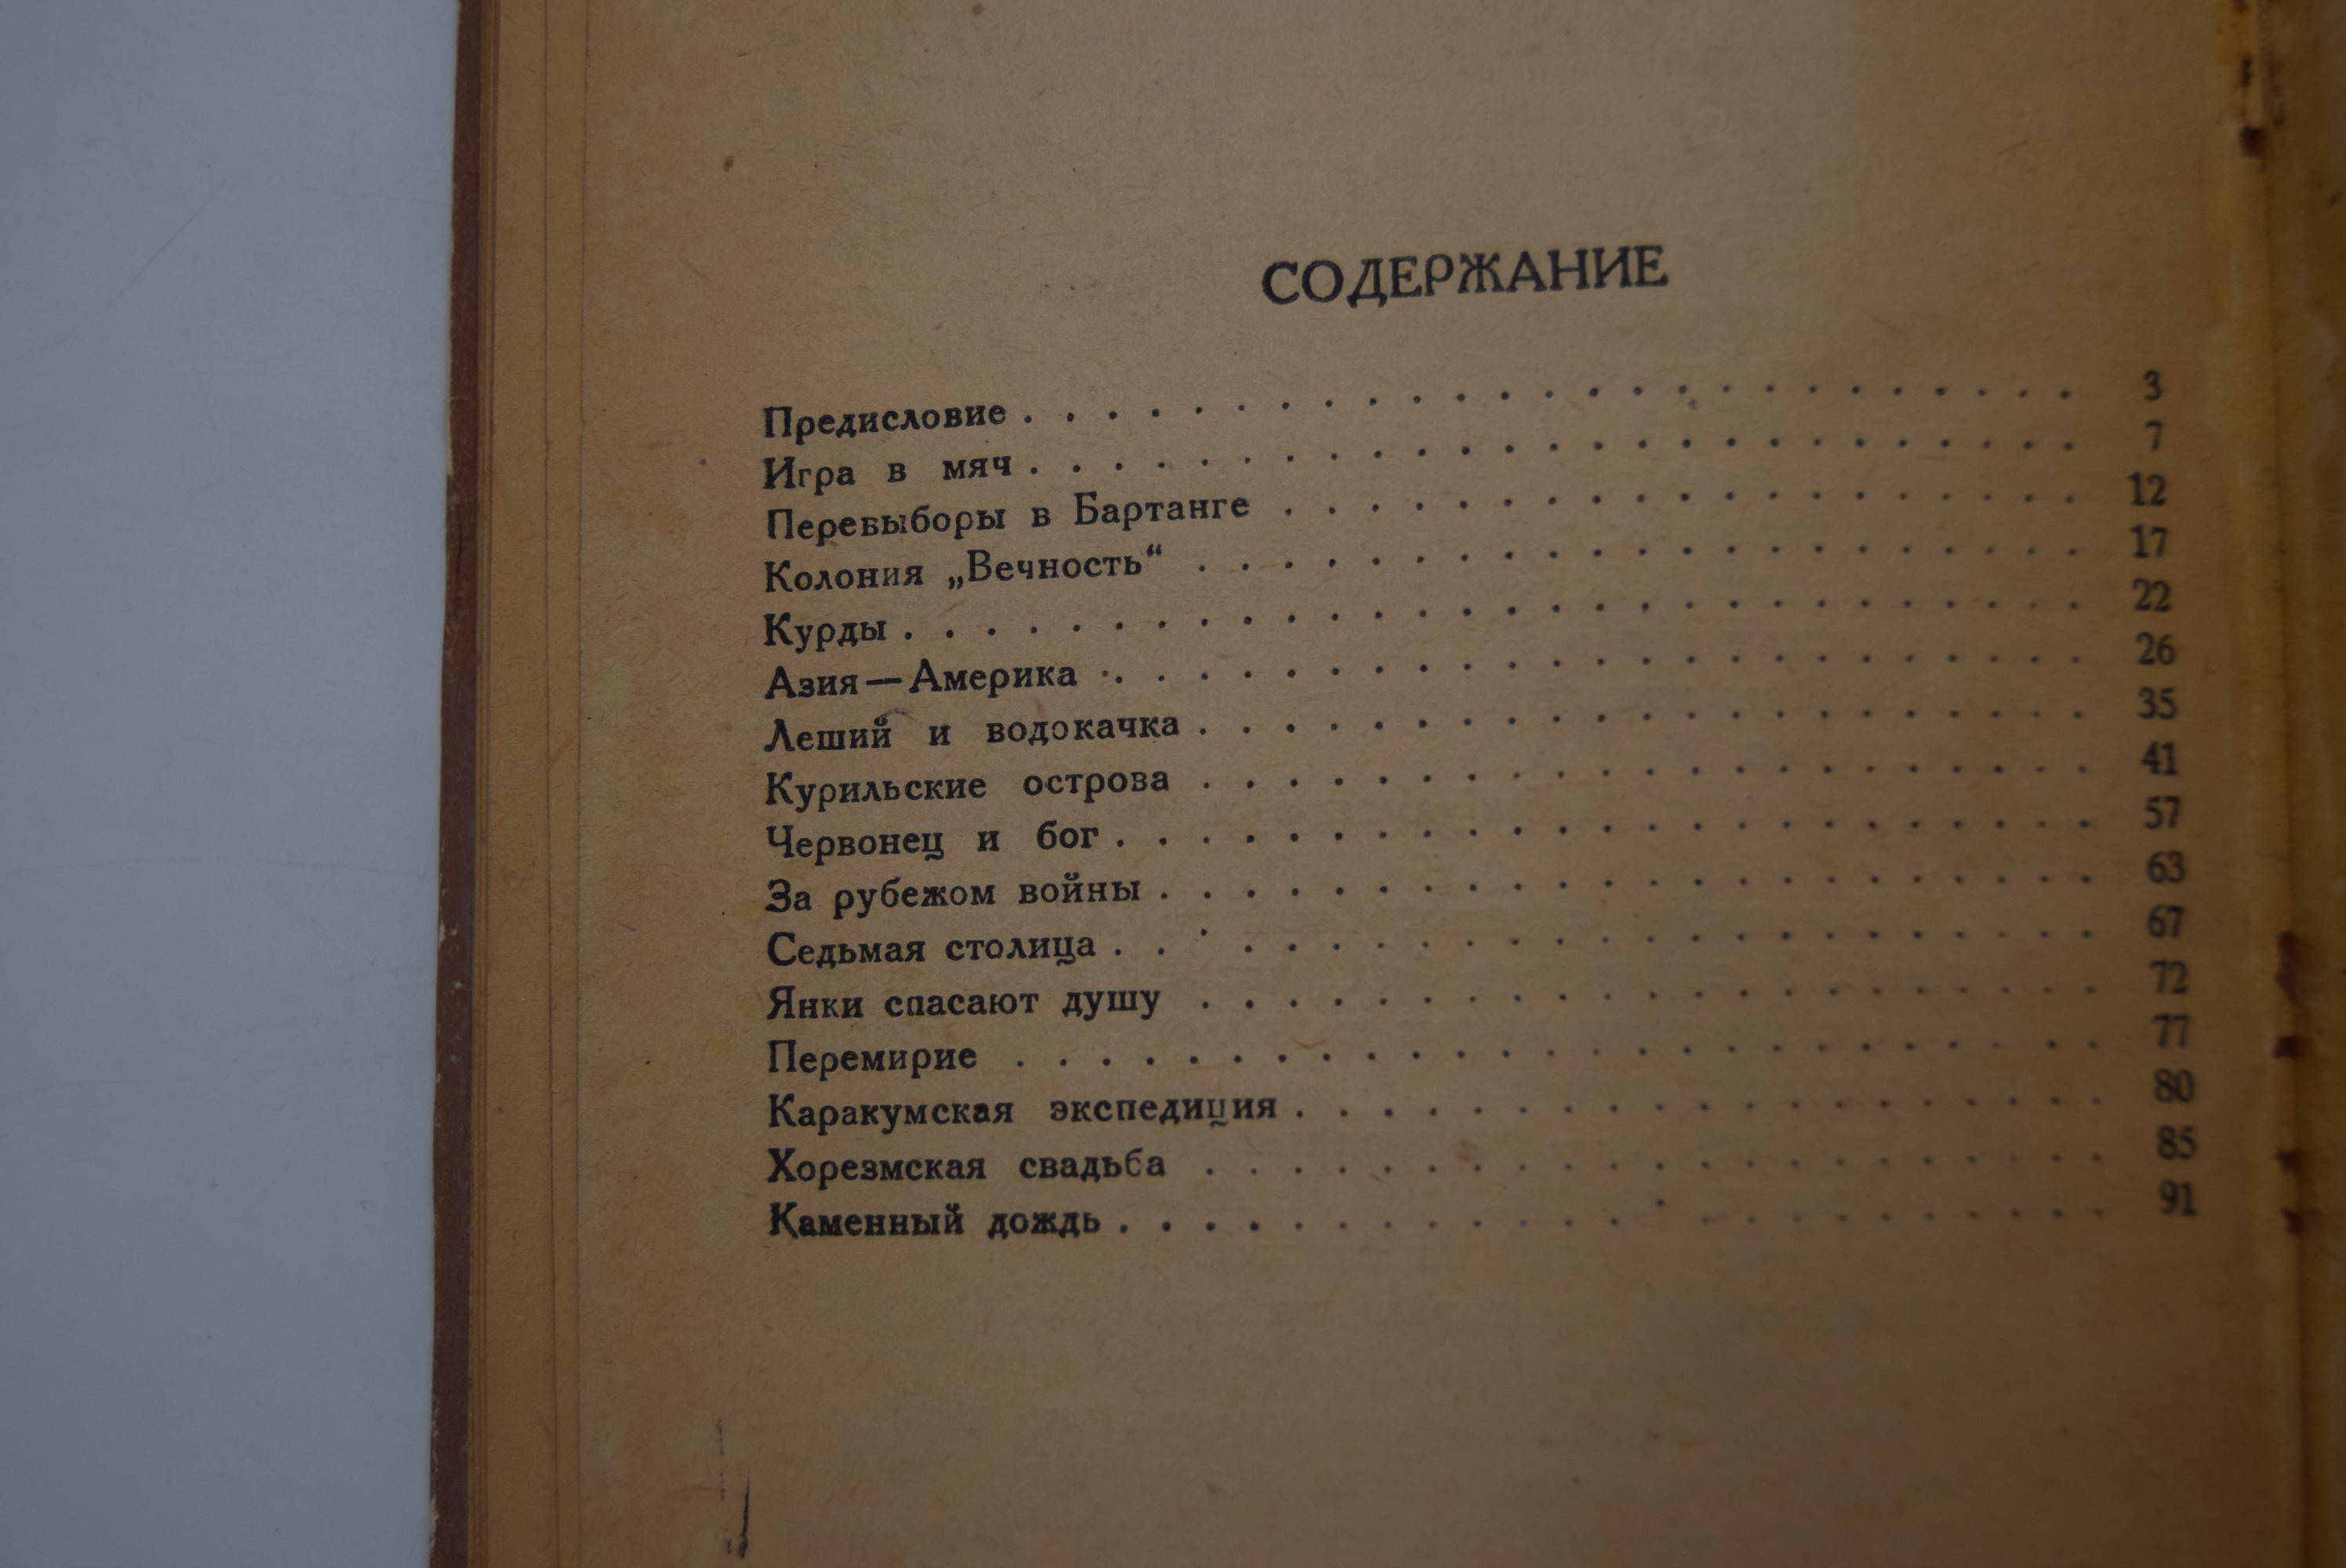 СОДЕРЖАНИЕ
Предисловие . . . . . . . . . . . . . . . . . . . . . . . . . 3
Игра в мяч . . . . . . . . . . . . . . . . . . . . . . . . . 7
Перевыборы в Бартанге . . . . . . . . . . . . . . . . . . . 12
Колония „Вечность“ . . . . . . . . . . . . . . . . . . . . . 17
Курды . . . . . . . . . . . . . . . . . . . . . . . . . . . . 22
Азия—Америка . . . . . . . . . . . . . . . . . . . . . . . 26
Леший и водокачка . . . . . . . . . . . . . . . . . . . . . 35
Курильские острова . . . . . . . . . . . . . . . . . . . . . 41
Червонец и бог . . . . . . . . . . . . . . . . . . . . . . . 57
За рубежом войны . . . . . . . . . . . . . . . . . . . . . . 63
Седьмая столица . . . . . . . . . . . . . . . . . . . . . . . 67
Янки спасают душу . . . . . . . . . . . . . . . . . . . . . 72
Перемирие . . . . . . . . . . . . . . . . . . . . . . . . . 77
Каракумская экспедиция . . . . . . . . . . . . . . . . . . . 80
Хорезмская свадьба . . . . . . . . . . . . . . . . . . . . . 85
Каменный дождь . . . . . . . . . . . . . . . . . . . . . . . 91